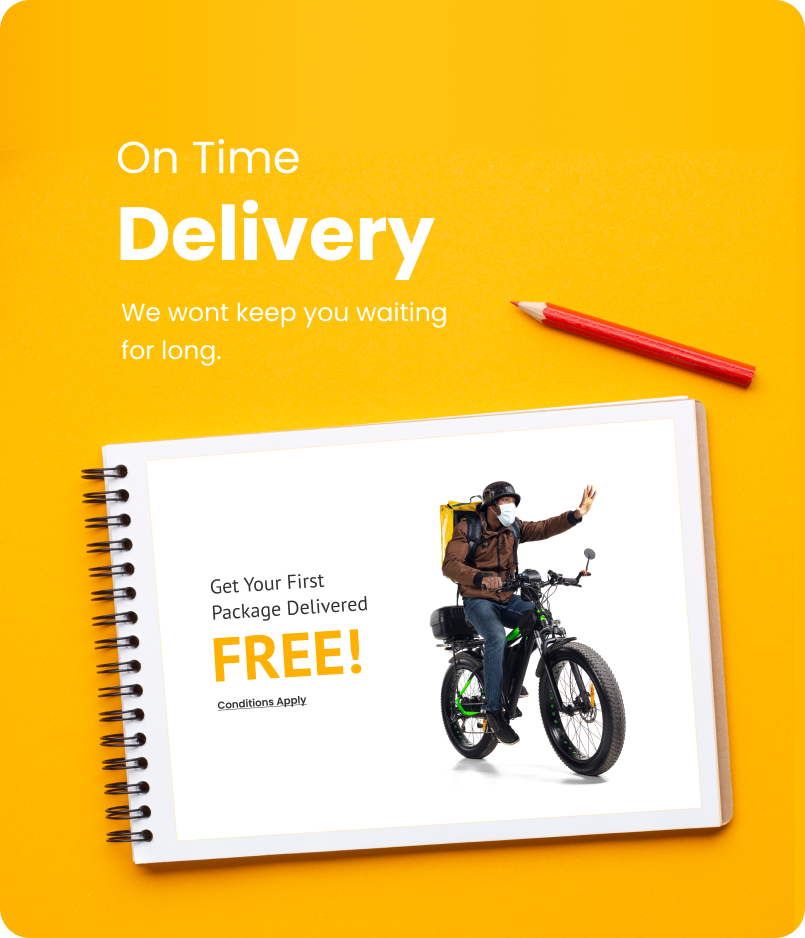 On Time
Delivery
We wont keep you waiting
for long.
Get Your First
Package Delivered
FREE!
Conditions Apply